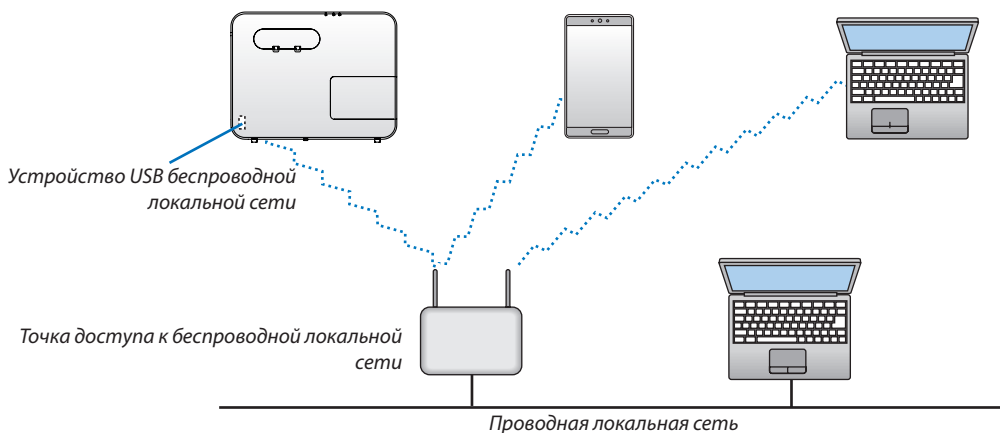 Устройство USB беспроводной
локальной сети
Точка доступа к беспроводной локальной
сети
Проводная локальная сеть